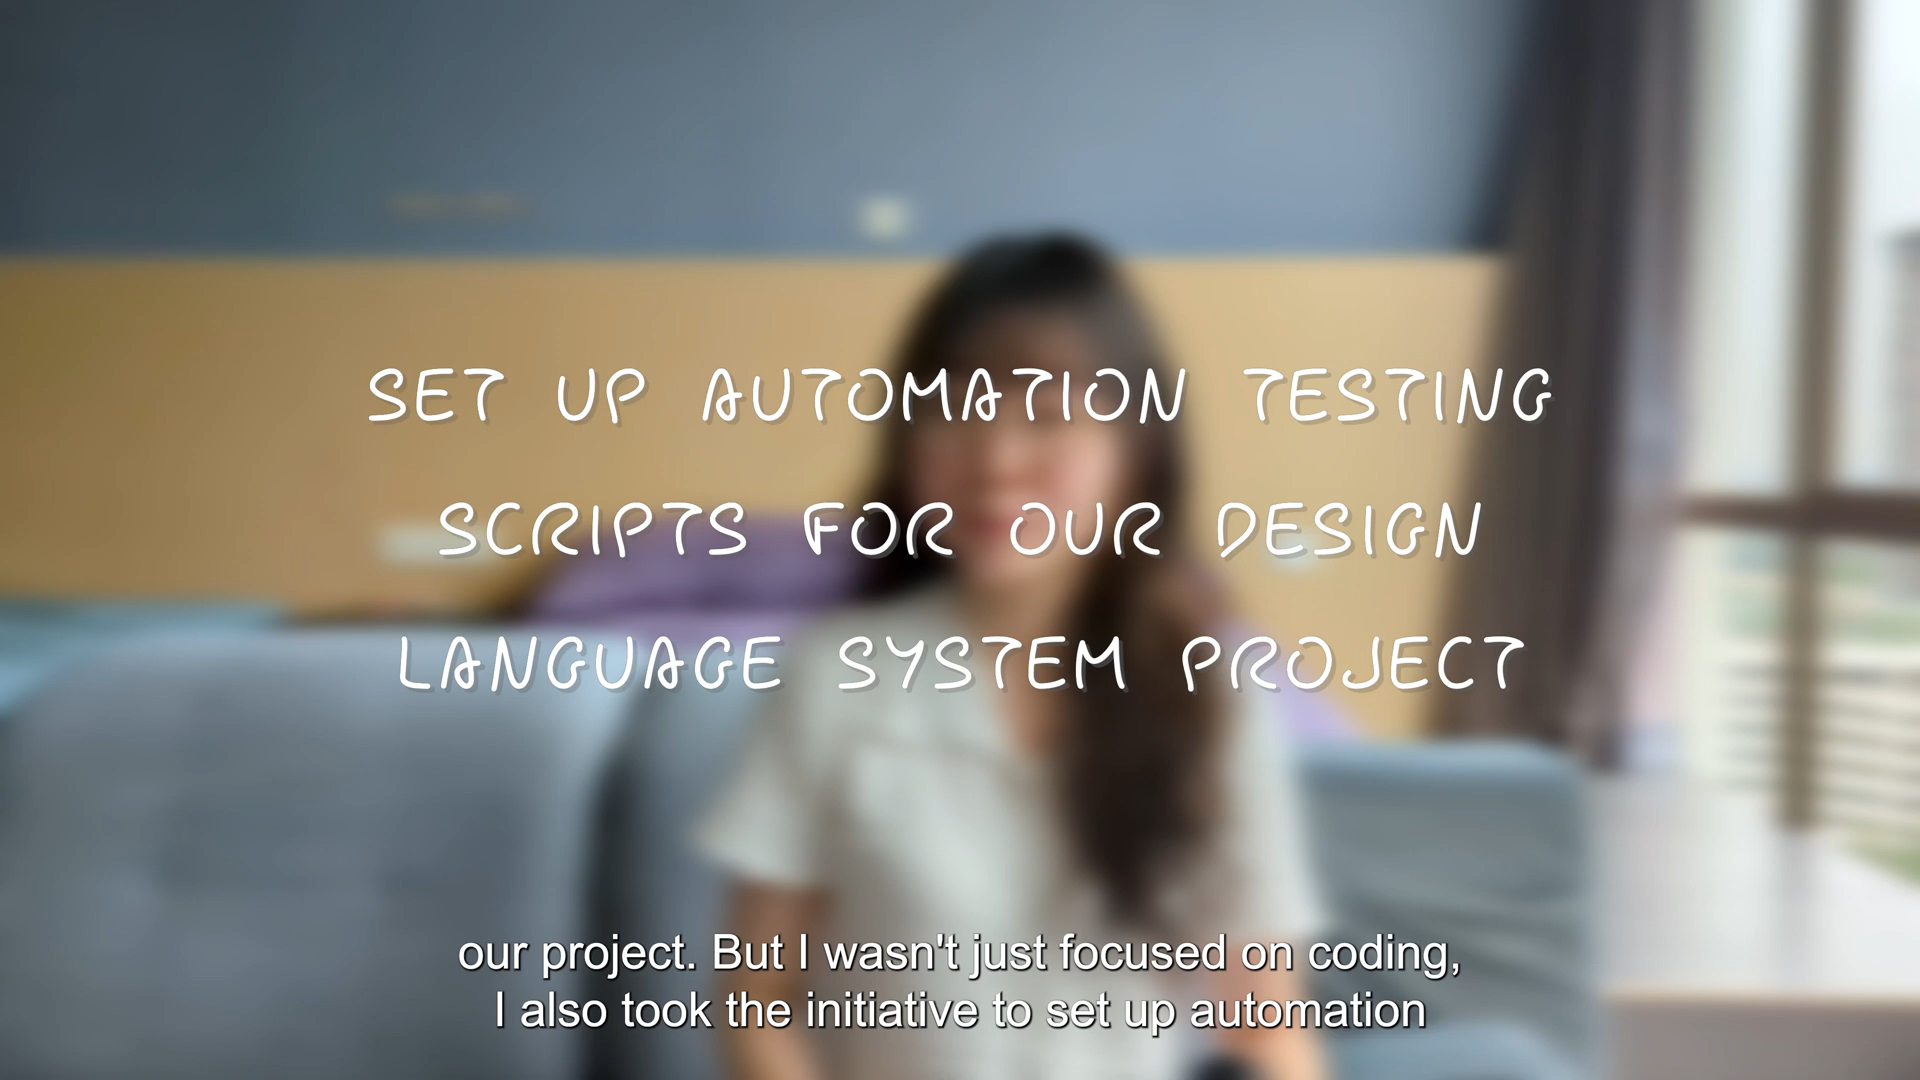 SET UP AUTOMATION TESTING
SCRIPTS FOR OUR DESIGN
LANGUAGE SYSTEM PROJECT
our project. But I wasn't just focused on coding,
I also took the initiative to set up automation